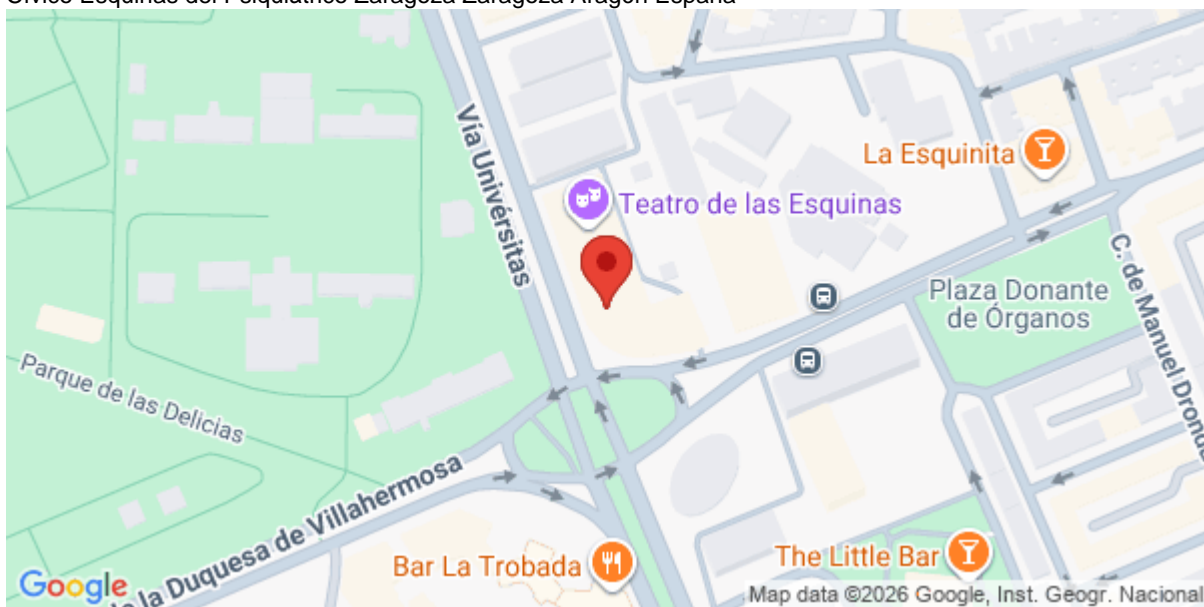 La Esquinita
Vía Univérsitas
Teatro de las Esquinas
Plaza Donante
de Órganos
C. de Manuel Dronda
Parque de las Delicias
de la Duquesa de Villahermosa
Bar La Trobada
The Little Bar
Google
Map data ©2026 Google, Inst. Geogr. Nacional